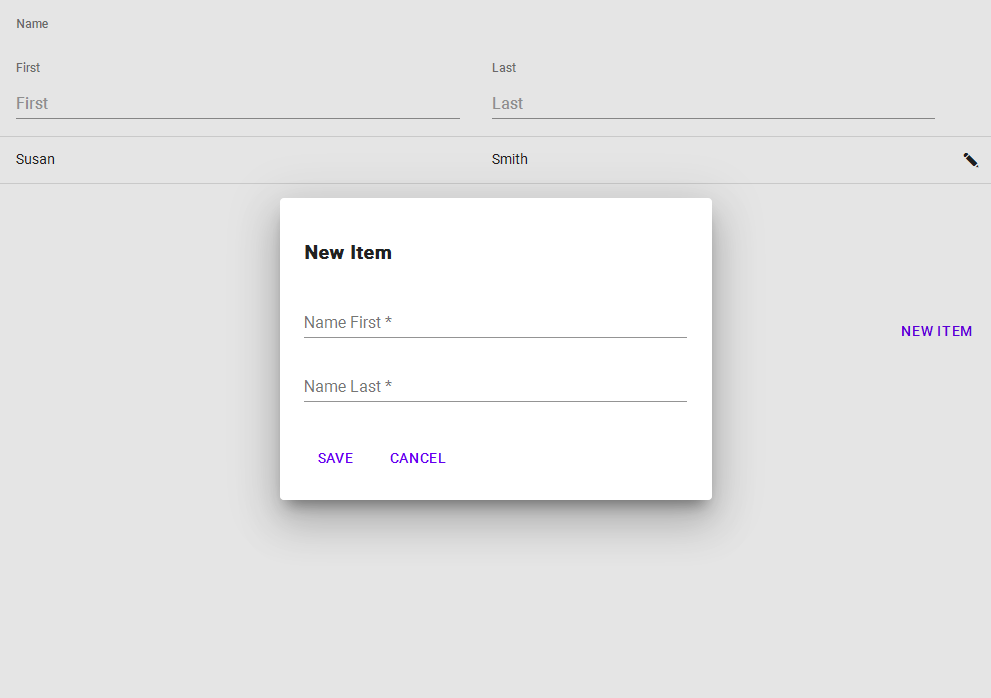 Name
First Last
First Last
Susan Smith
New Item
Name First *
NEW ITEM
Name Last *
SAVE CANCEL